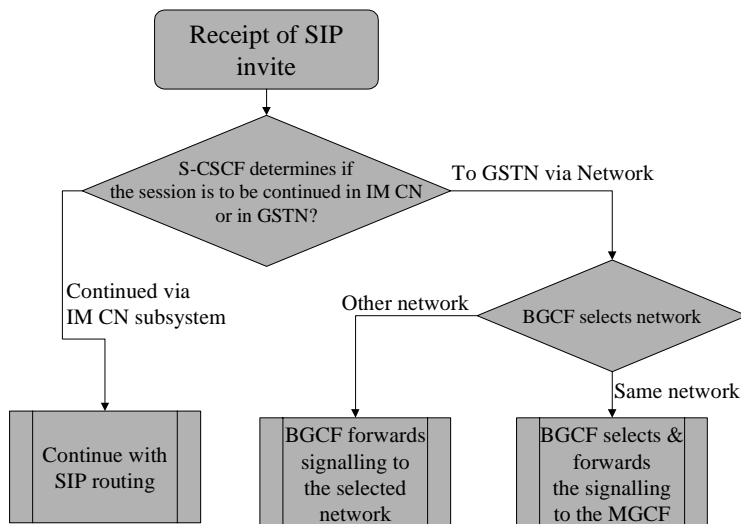 Receipt of SIP
invite
S-CSCF determines if
the session is to be continued in IM CN
or in GSTN?
To GSTN via Network
Continued via
IM CN subsystem
Other network
BGCF selects network
Same network
Continue with
SIP routing
BGCF forwards
signalling to
the selected
network
BGCF selects &
forwards
the signalling
to the MGCF